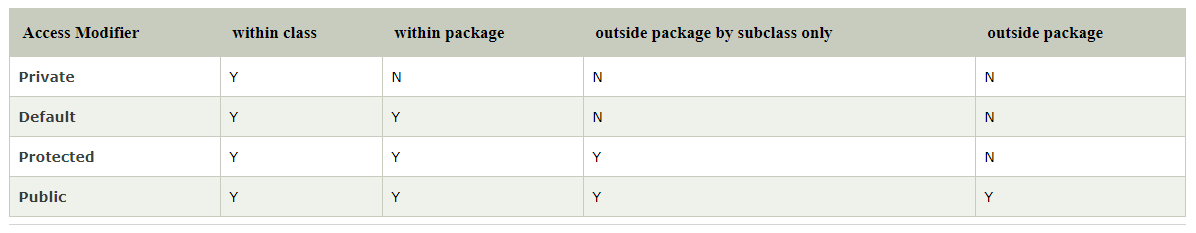 Access Modifier within class within package outside package by subclass only outside package
Private Y N N N
Default Y Y N N
Protected Y Y Y N
Public Y Y Y Y